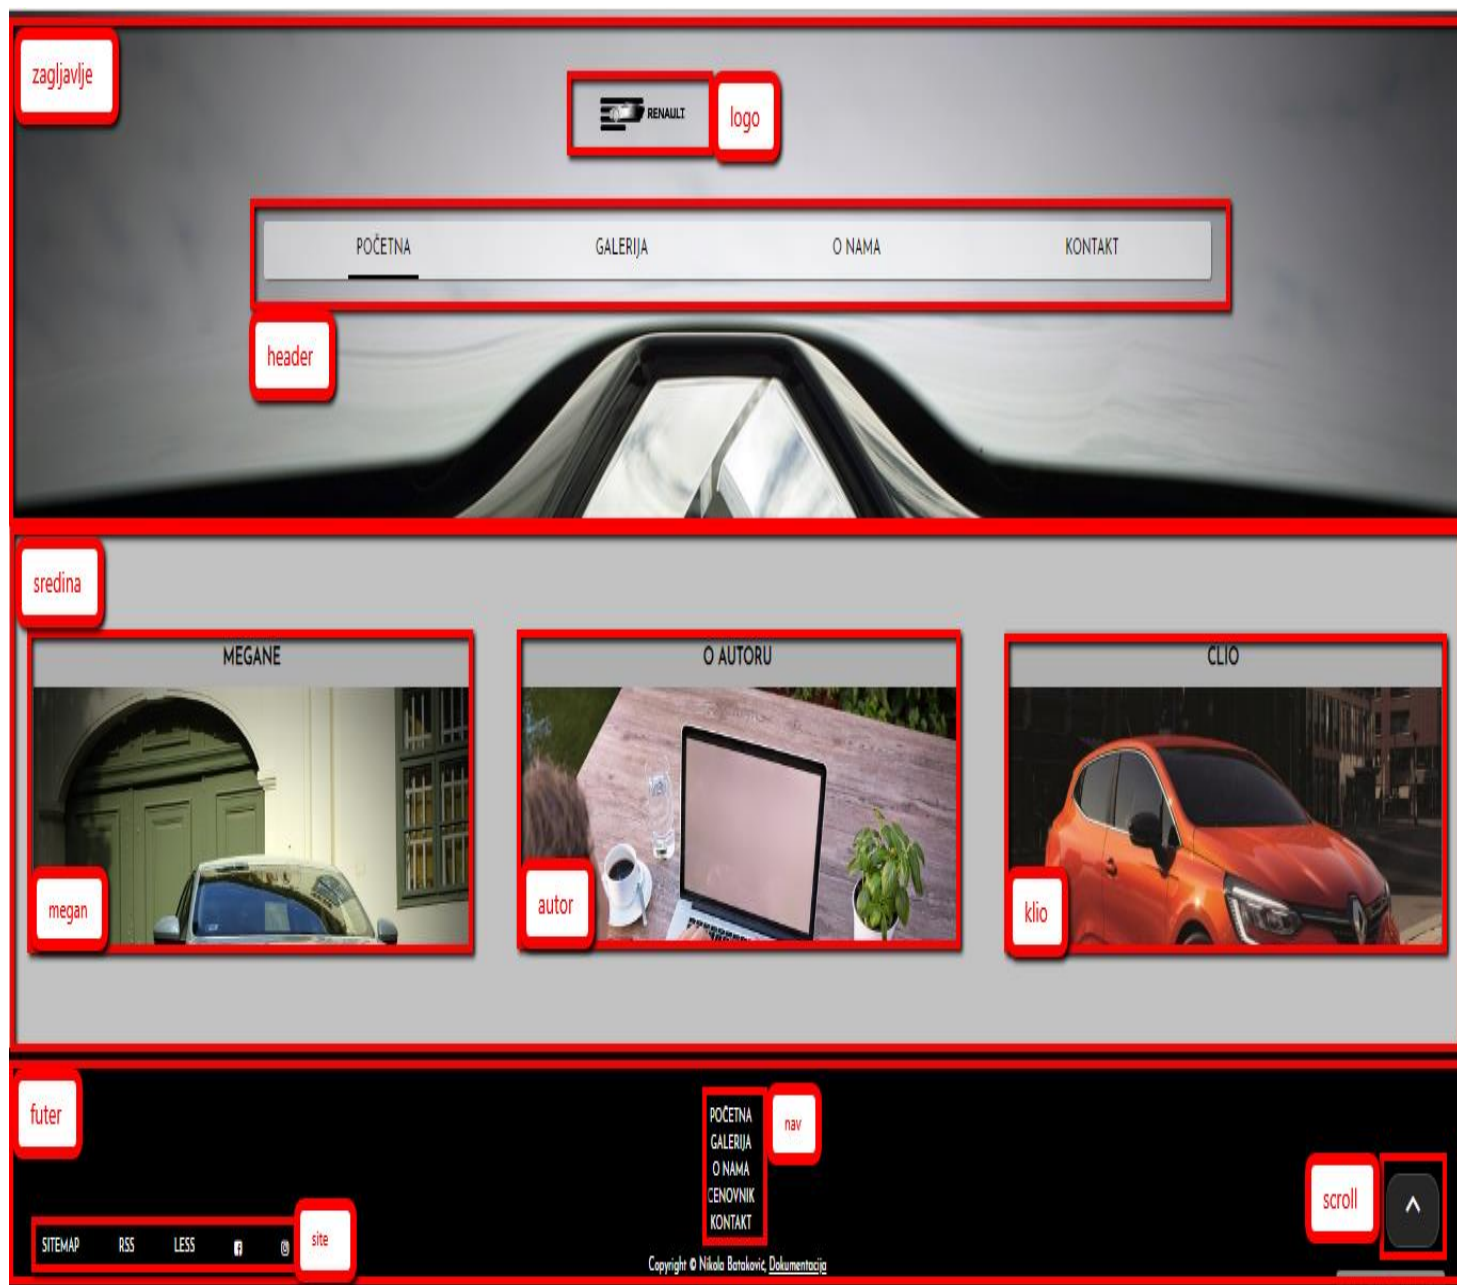 zagljavlje
RENAULT
logo
POČETNA GALERIJA O NAMA KONTAKT
header
sredina
MEGANE
O AUTORU
CLIO
megan
autor
klio
futer
POČETNA
GALERIJA
O NAMA
CENOVNIK
KONTAKT
nav
scroll
SITEMAP RSS LESS
site
Copyright © Nikola Bataković, Dokumentacija